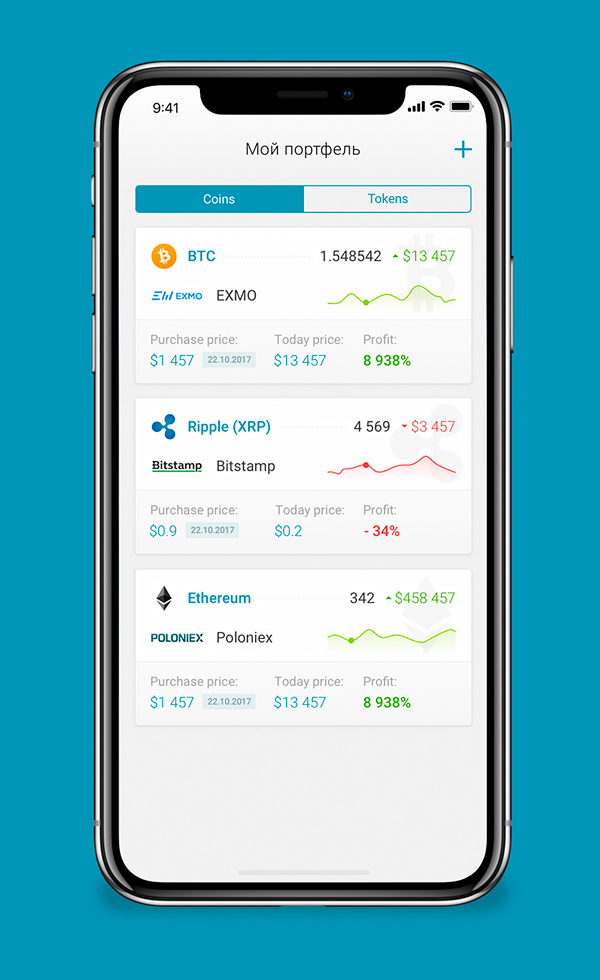 9:41
Мой портфель
Coins Tokens
BTC 1.548542 $13 457
EXMO EXMO
Purchase price: Today price: Profit:
$1 457 22.10.2017 $13 457 8 938%
Ripple (XRP) 4 569 $3 457
Bitstamp Bitstamp
Purchase price: Today price: Profit:
$0.9 22.10.2017 $0.2 - 34%
Ethereum 342 $458 457
POLONIEX Poloniex
Purchase price: Today price: Profit:
$1 457 22.10.2017 $13 457 8 938%